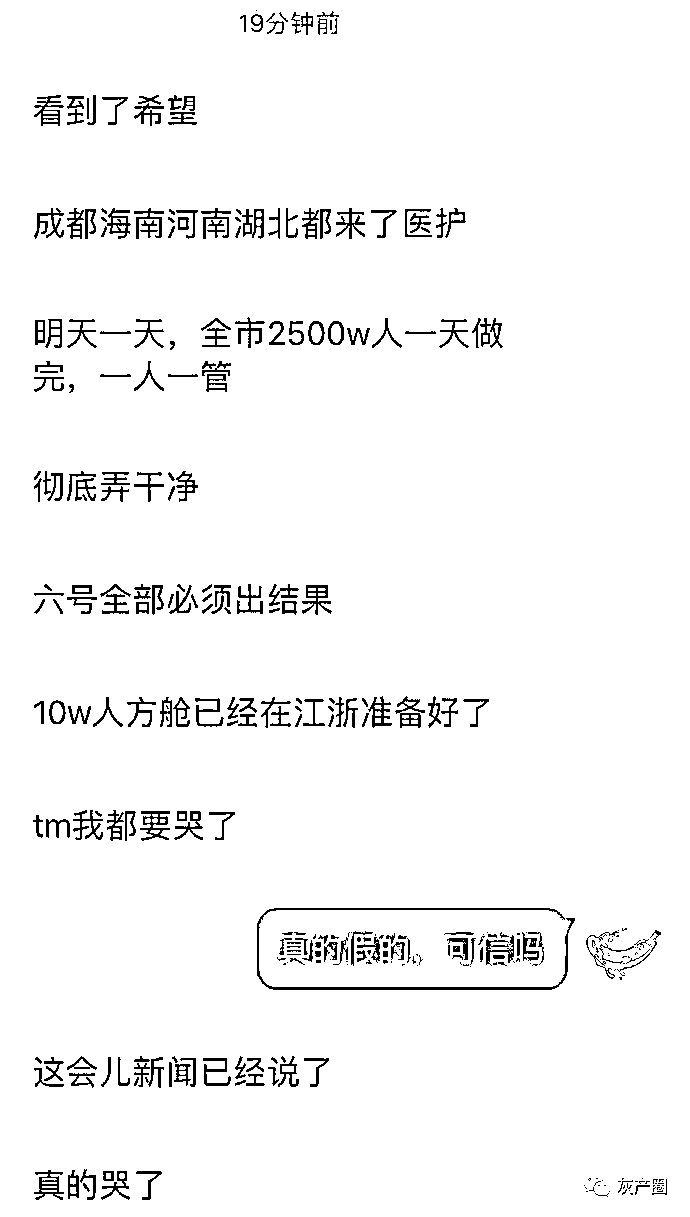 19分钟前
看到了希望
成都海南河南湖北都来了医护
明天一天，全市2500w人一天做
完，一人一管
彻底弄干净
六号全部必须出结果
10w人方舱已经在江浙准备好了
tm我都要哭了
真的假的。可信吗
这会儿新闻已经说了
真的哭了
灰产圈